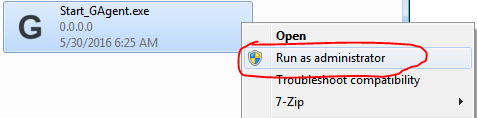 G
Start_GAgent.exe
0.0.0.0
5/30/2016 6:25 AM
Open
Run as administrator
Troubleshoot compatibility
7-Zip